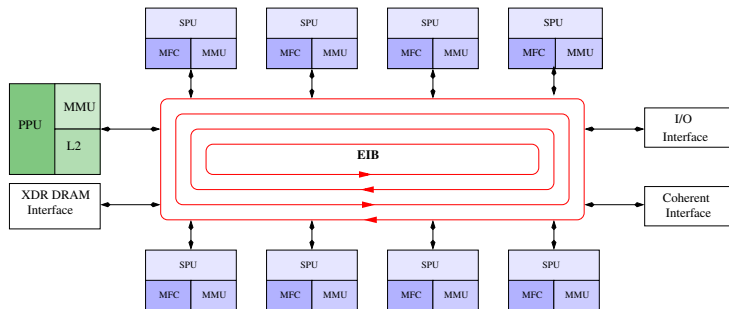 SPU SPU SPU SPU
MFC MMU MFC MMU MFC MMU MFC MMU
PPU MMU
L2
I/O
Interface
EIB
XDR DRAM
Interface
Coherent
Interface
SPU SPU SPU SPU
MFC MMU MFC MMU MFC MMU MFC MMU